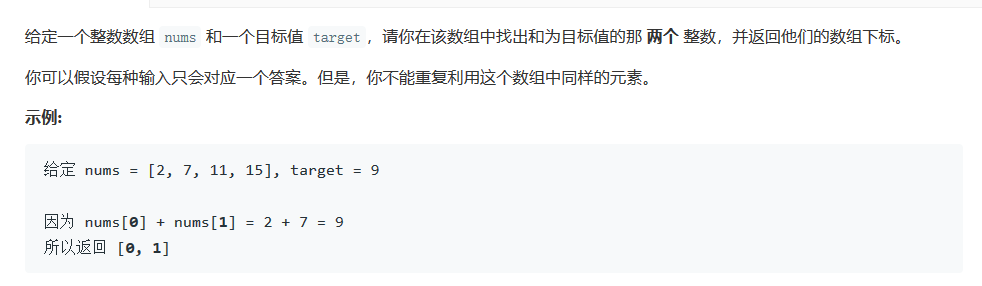 给定一个整数数组 nums 和一个目标值 target，请你在该数组中找出和为目标值的那 两个 整数，并返回他们的数组下标。
你可以假设每种输入只会对应一个答案。但是，你不能重复利用这个数组中同样的元素。
示例:
给定 nums = [2, 7, 11, 15], target = 9
因为 nums[0] + nums[1] = 2 + 7 = 9
所以返回 [0, 1]